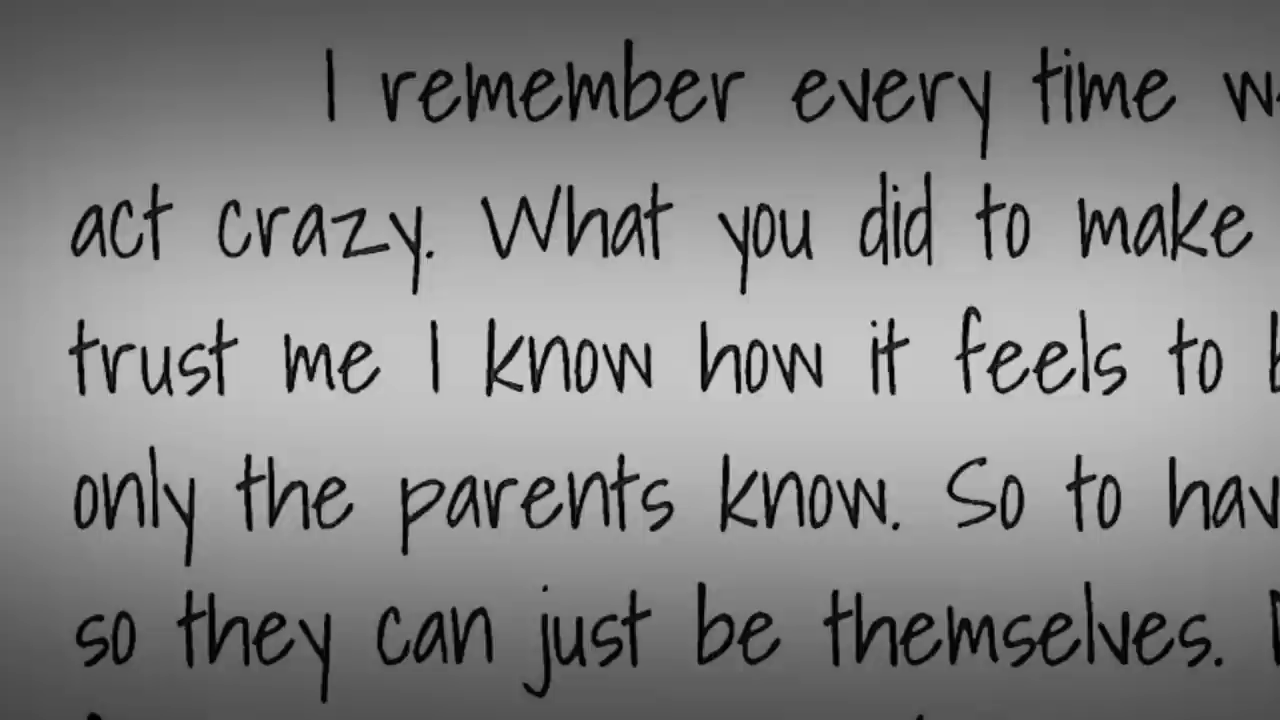 I remember every time
act crazy. What you did to make
trust me I know how it feels to
only the parents know. So to
so they can just be themselves.